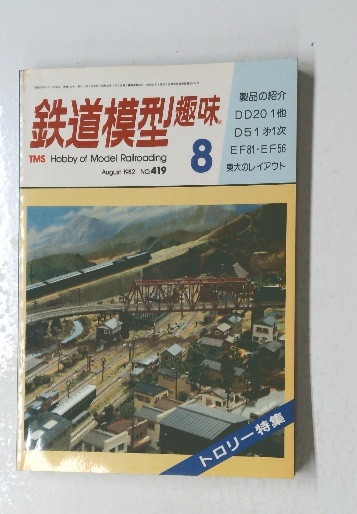 鉄道模型趣味
TMS Hobby of Model Railroading
August 1982 NO.419
8
製品の紹介
DD20 1他
D51 1次
EF81・EF56
東大のレイアウト
トロリー特集